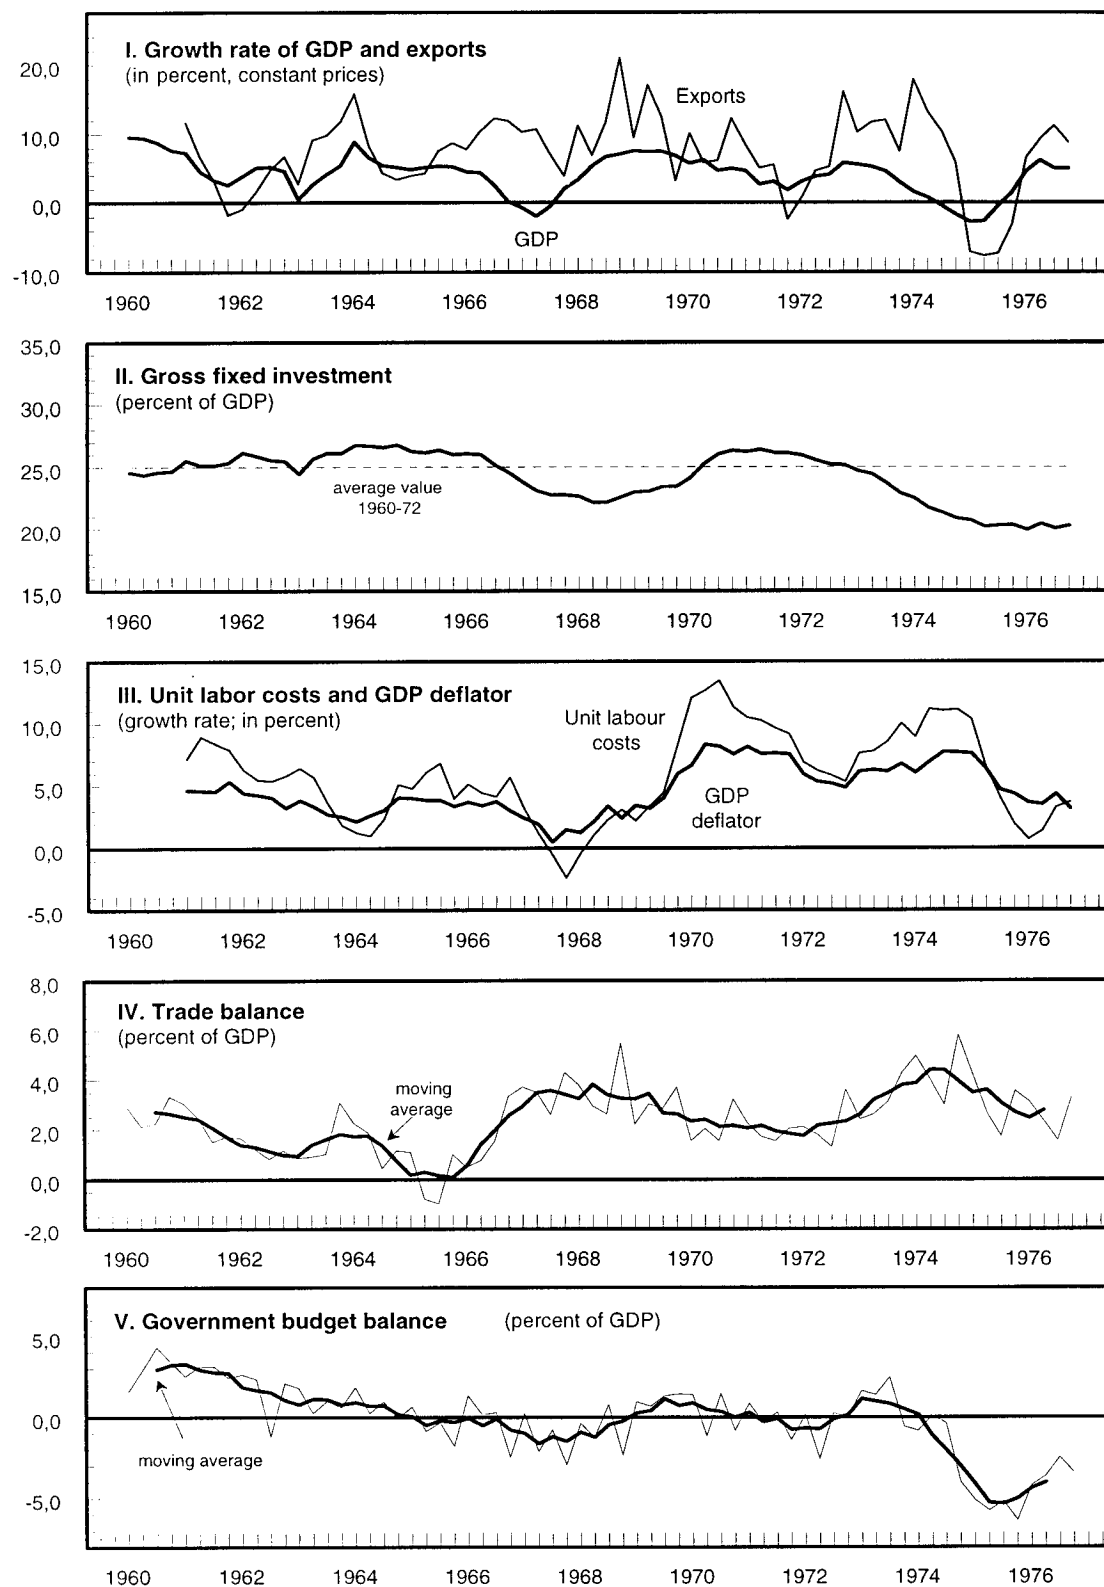 I. Growth rate of GDP and exports
(in percent, constant prices)
20,0
Exports
10,0
0,0
GDP
-10,0
1960 1962 1964 1966 1968 1970 1972 1974 1976
35,0
II. Gross fixed investment
(percent of GDP)
30,0
25,0
average value
1960-72
20,0
15,0
1960 1962 1964 1966 1968 1970 1972 1974 1976
15,0
III. Unit labor costs and GDP deflator
(growth rate; in percent)
Unit labour
costs
10,0
5,0
GDP
deflator
0,0
-5,0
1960 1962 1964 1966 1968 1970 1972 1974 1976
8,0
IV. Trade balance
(percent of GDP)
6,0
4,0
moving
average
2,0
0,0
-2,0
1960 1962 1964 1966 1968 1970 1972 1974 1976
V. Government budget balance (percent of GDP)
5,0
0,0
moving average
-5,0
1960 1962 1964 1966 1968 1970 1972 1974 1976